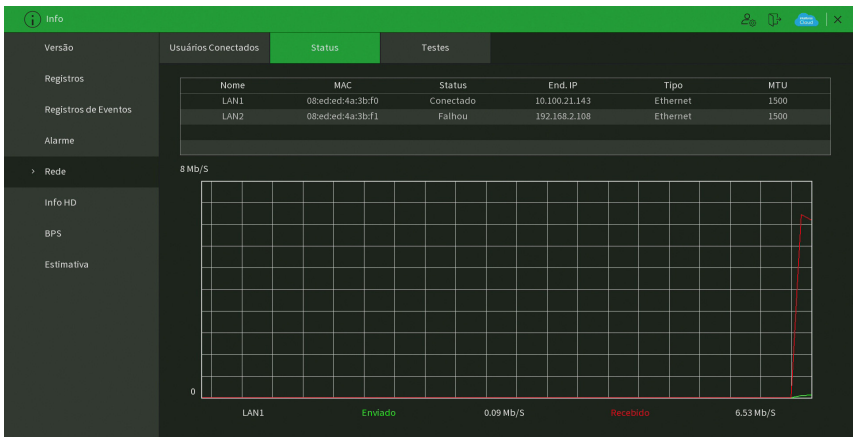 Info
Cloud
Versão
Registros
Registros de Eventos
Alarme
Rede
Info HD
BPS
Estimativa
Usuários Conectados Status Testes
Nome MAC Status End. IP Tipo MTU
LAN1 08:ed:ed:4a:3b:f0 Conectado 10.100.21.143 Ethernet 1500
LAN2 08:ed:ed:4a:3b:f1 Falhou 192.168.2.108 Ethernet 1500
8 Mb/S
0
LAN1 Enviado 0.09 Mb/S Recebido 6.53 Mb/S